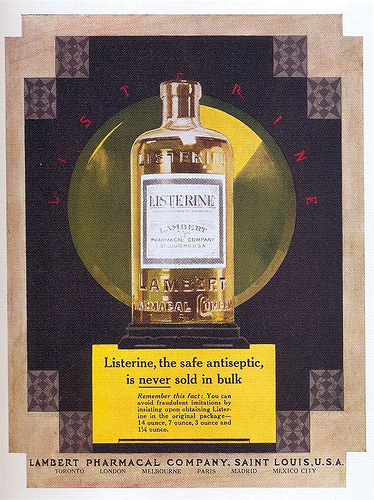 LISTERINE
LISTERINE
LISTERINE
LAMBERT
PHARMACAL COMPANY
ST. LOUIS, MO. U.S.A.
LAMBERT
Listerine, the safe antiseptic,
is never sold in bulk
Remember this fact: You can
avoid fraudulent imitations by
insisting upon obtaining Lister-
ine in the original package—
14 ounce, 7 ounce, 3 ounce and
1½ ounce.
LAMBERT PHARMACAL COMPANY, SAINT LOUIS, U.S.A.
TORONTO LONDON MELBOURNE PARIS MADRID MEXICO CITY